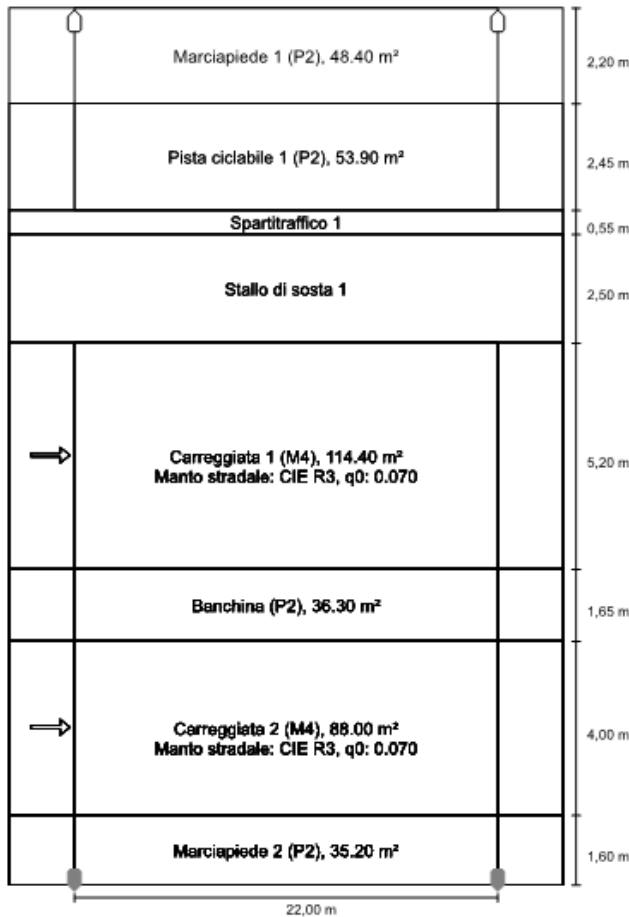 Marciapiede 1 (P2), 48.40 m²
2,20 m
Pista ciclabile 1 (P2), 53.90 m²
2,45 m
Spartitraffico 1
0,55 m
Stallo di sosta 1
2,50 m
Carreggiata 1 (M4), 114.40 m²
Manto stradale: CIE R3, q0: 0.070
5,20 m
Banchina (P2), 36.30 m²
1,65 m
Carreggiata 2 (M4), 88.00 m²
Manto stradale: CIE R3, q0: 0.070
4,00 m
Marciapiede 2 (P2), 35.20 m²
1,60 m
22,00 m